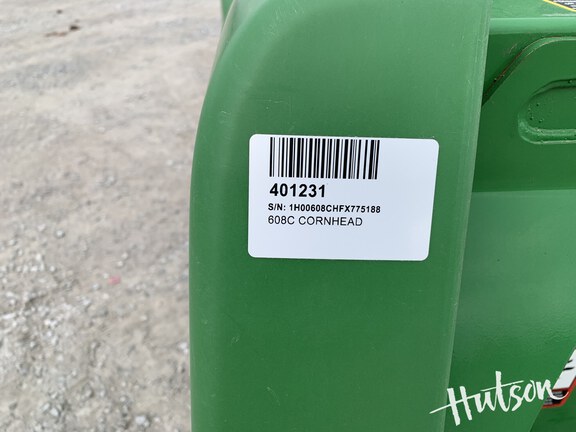 401231
S/N: 1H00608CHFX775188
608C CORNHEAD
Hutson